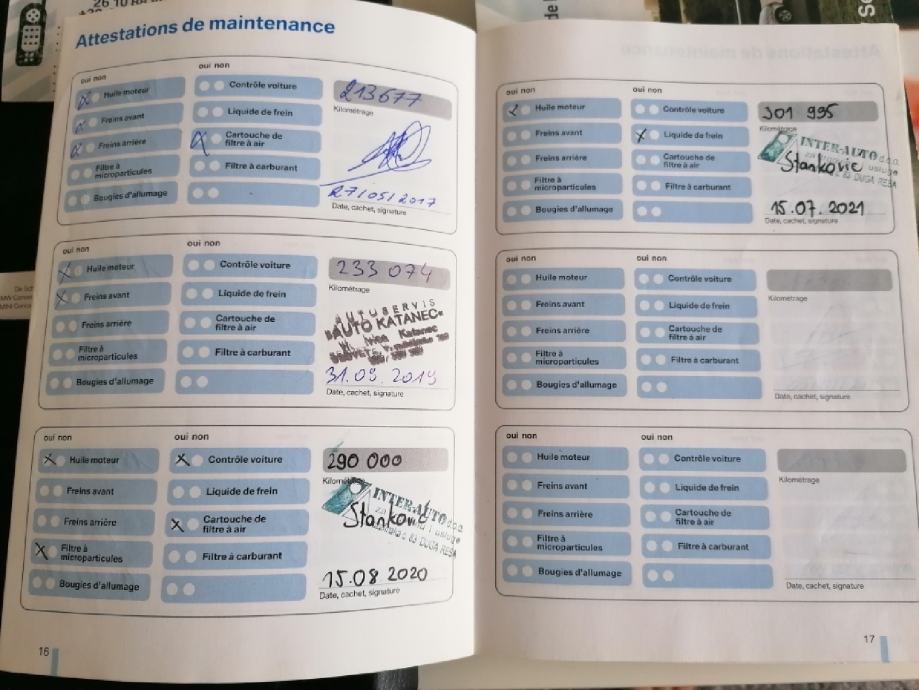 Attestations de maintenance
oui non
oui non
Huile moteur
Contrôle voiture
213677
Kilométrage
Freins avant
Liquide de frein
Freins arrière
Cartouche de
filtre à air
Filtre à
microparticules
Filtre à carburant
Bougies d'allumage
27/05/2017
Date, cachet, signature
oui non
oui non
Huile moteur
Contrôle voiture
233 074
Kilométrage
Freins avant
Liquide de frein
Freins arrière
Cartouche de
filtre à air
AUTOSERVIS
"AUTO KATANEC"
Katanec
Filtre à
microparticules
Filtre à carburant
Bougies d'allumage
31.09.2019
Date, cachet, signature
oui non
oui non
Huile moteur
Contrôle voiture
290 000
Kilométrage
Freins avant
Liquide de frein
INTER-AUTO d.o.o.
Stankovic
DUGA RESA
Freins arrière
Cartouche de
filtre à air
Filtre à
microparticules
Filtre à carburant
Bougies d'allumage
15.08 2020
Date, cachet, signature
16
oui non
oui non
Huile moteur
Contrôle voiture
301 995
Kilométrage
Freins avant
Liquide de frein
INTER-AUTO d.o.o.
Stankovic
DUGA RESA
Freins arrière
Cartouche de
filtre à air
Filtre à
microparticules
Filtre à carburant
Bougies d'allumage
15.07.2021
Date, cachet, signature
oui non
oui non
Huile moteur
Contrôle voiture
Kilométrage
Freins avant
Liquide de frein
Freins arrière
Cartouche de
filtre à air
Filtre à
microparticules
Filtre à carburant
Bougies d'allumage
Date, cachet, signature
oui non
oui non
Huile moteur
Contrôle voiture
Kilométrage
Freins avant
Liquide de frein
Freins arrière
Cartouche de
filtre à air
Filtre à
microparticules
Filtre à carburant
Bougies d'allumage
Date, cachet, signature
17